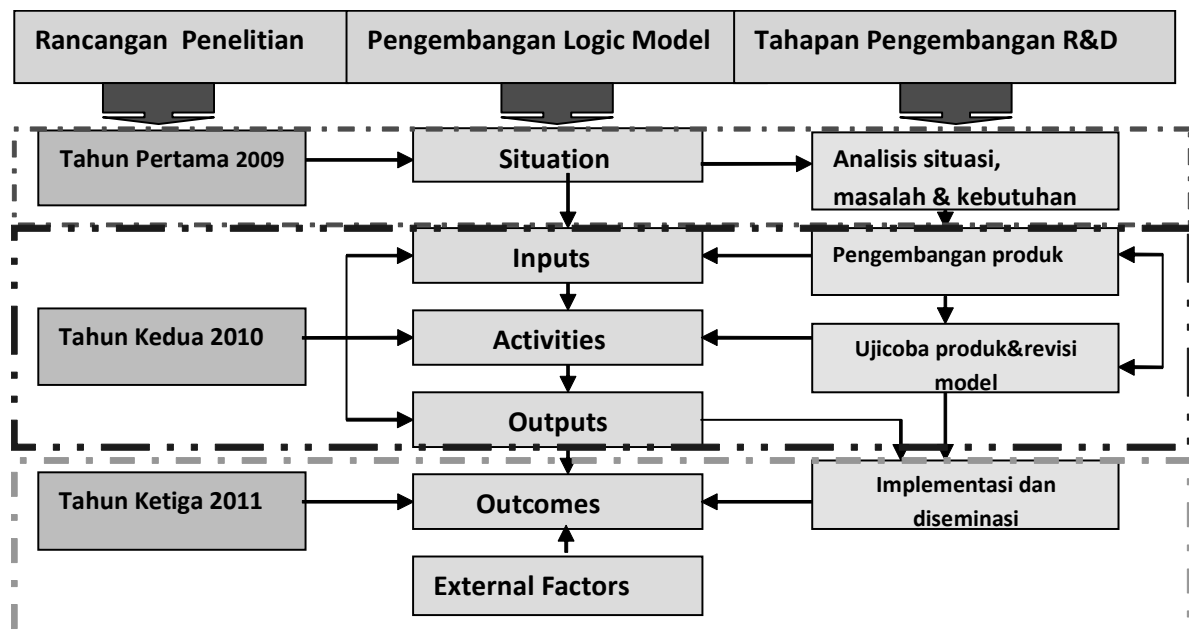 Rancangan Penelitian
Pengembangan Logic Model
Tahapan Pengembangan R&D
Tahun Pertama 2009
Situation
Analisis situasi,
masalah & kebutuhan
Inputs
Pengembangan produk
Tahun Kedua 2010
Activities
Ujicoba produk&revisi
model
Outputs
Tahun Ketiga 2011
Outcomes
Implementasi dan
diseminasi
External Factors